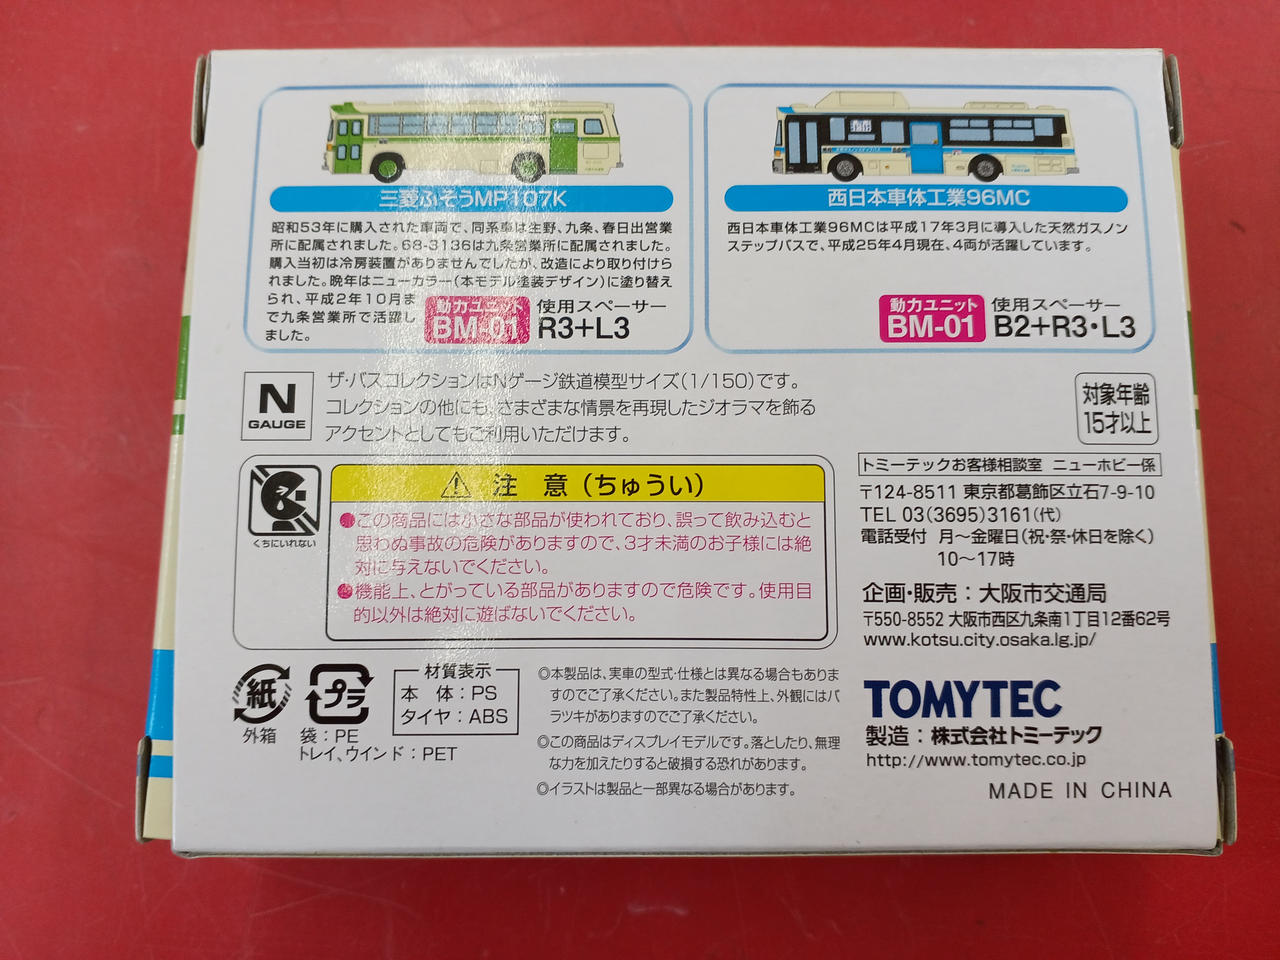 三菱ふそうMP107K
昭和53年に購入された車両で、同系車は生野、九条、春日出営業
所に配属されました。68-3136は九条営業所に配属されました。
購入当初は冷房装置がありませんでしたが、改造により取り付けら
れました。晩年はニューカラー(本モデル塗装デザイン)に塗り替え
られ、平成2年10月ま
で九条営業所で活躍し
ました。
動力ユニット
BM-01
使用スペーサー
R3+L3
西日本車体工業96MC
西日本車体工業96MCは平成17年3月に導入した天然ガスノン
ステップバスで、平成25年4月現在、4両が活躍しています。
動力ユニット
BM-01
使用スペーサー
B2+R3・L3
N
GAUGE
ザ・バスコレクションはNゲージ鉄道模型サイズ(1/150)です。
コレクションの他にも、さまざまな情景を再現したジオラマを飾る
アクセントとしてもご利用いただけます。
対象年齢
15才以上
くちにいれない
注 意(ちゅうい)
●この商品には小さな部品が使われており、誤って飲み込むと
思わぬ事故の危険がありますので、3才未満のお子様には絶
対に与えないでください。
●機能上、とがっている部品がありますので危険です。使用目
的以外は絶対に遊ばないでください。
トミーテックお客様相談室 ニューホビー係
〒124-8511 東京都葛飾区立石7-9-10
TEL 03(3695)3161(代)
電話受付 月〜金曜日(祝・祭・休日を除く)
10〜17時
企画・販売:大阪市交通局
〒550-8552 大阪市西区九条南1丁目12番62号
www.kotsu.city.osaka.lg.jp/
紙
外箱
プラ
袋:PE
トレイ、ウインド:PET
材質表示
本 体:PS
タイヤ:ABS
◎本製品は、実車の型式・仕様とは異なる場合もありま
すのでご了承ください。また製品特性上、外観にはバ
ラツキがありますのでご了承ください。
◎この商品はディスプレイモデルです。落としたり、無理
な力を加えたりすると破損する恐れがあります。
◎イラストは製品と一部異なる場合があります。
TOMYTEC
製造:株式会社トミーテック
http://www.tomytec.co.jp
MADE IN CHINA